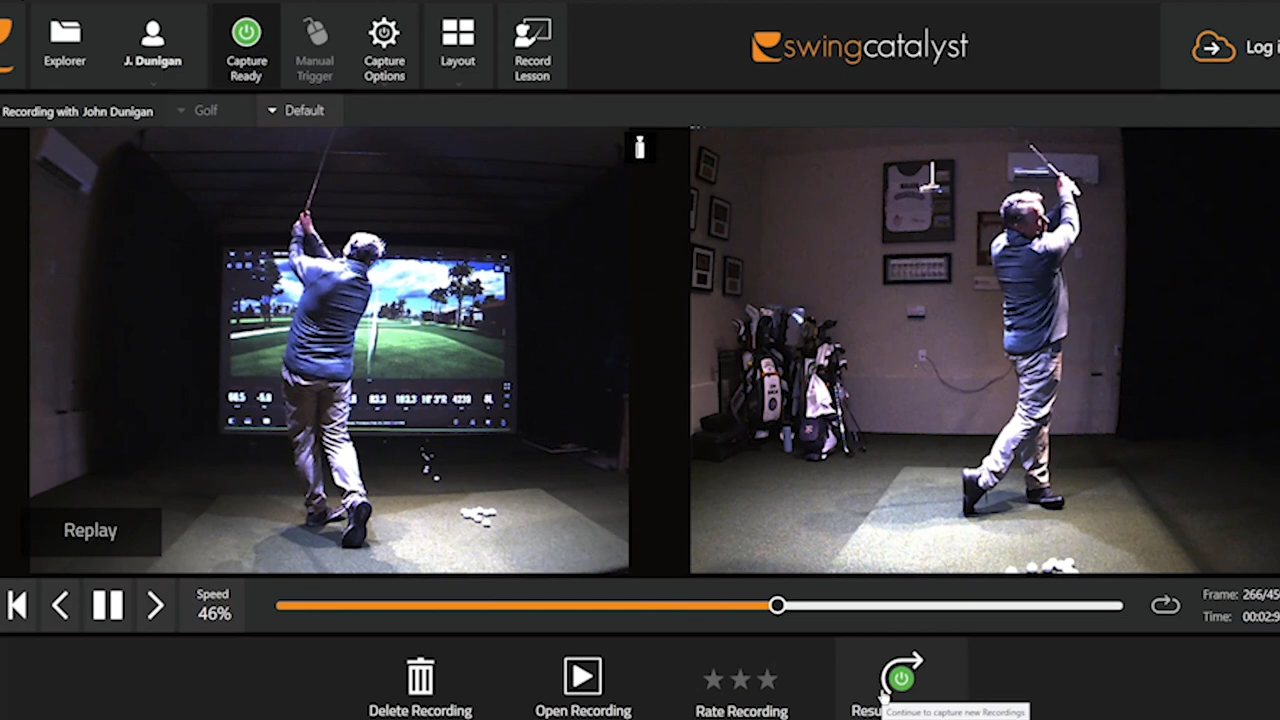 Explorer
J. Dunigan
Capture
Ready
Manual
Trigger
Capture
Options
Layout
Record
Lesson
swingcatalyst
Log i
Recording with John Dunigan
Golf
Default
Replay
Speed
46%
Frame: 266/450
Time: 00:02:9
Delete Recording
Open Recording
Rate Recording
Resu
Continue to capture new Recordings